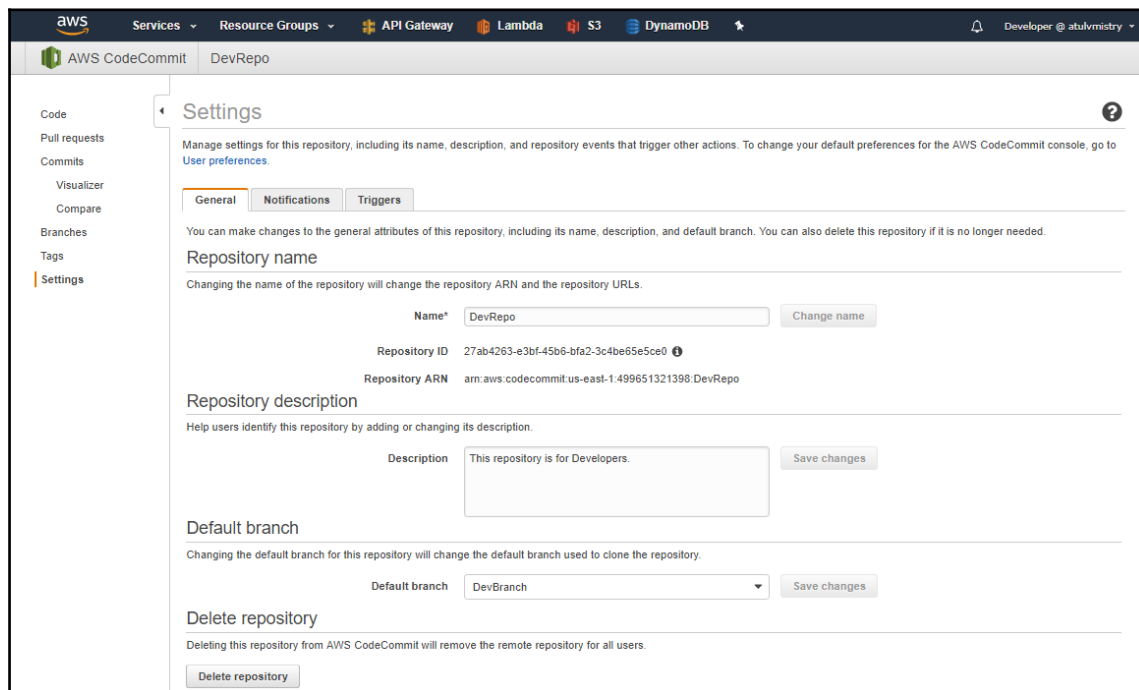 aws Services Resource Groups API Gateway Lambda S3 DynamoDB Developer @ atulvmistry
AWS CodeCommit DevRepo
Code
Pull requests
Commits
Visualizer
Compare
Branches
Tags
Settings
Settings
Manage settings for this repository, including its name, description, and repository events that trigger other actions. To change your default preferences for the AWS CodeCommit console, go to
User preferences.
General Notifications Triggers
You can make changes to the general attributes of this repository, including its name, description, and default branch. You can also delete this repository if it is no longer needed.
Repository name
Changing the name of the repository will change the repository ARN and the repository URLs.
Name* DevRepo Change name
Repository ID 27ab4263-e3bf-45b6-bfa2-3c4be65e5ce0
Repository ARN arn:aws:codecommit:us-east-1:499651321398:DevRepo
Repository description
Help users identify this repository by adding or changing its description.
Description This repository is for Developers. Save changes
Default branch
Changing the default branch for this repository will change the default branch used to clone the repository.
Default branch DevBranch Save changes
Delete repository
Deleting this repository from AWS CodeCommit will remove the remote repository for all users.
Delete repository